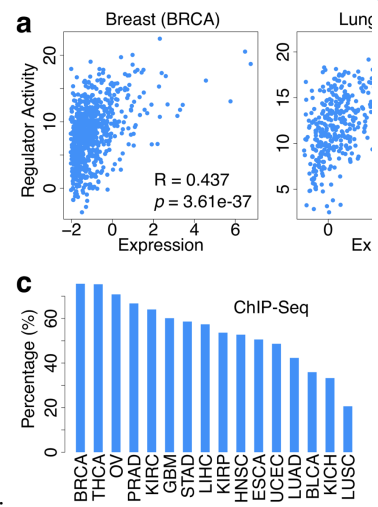 a
Breast (BRCA)
Regulator Activity
20
10
0
R = 0.437
p = 3.61e-37
−2 0 2 4 6
Expression
Lung
20
15
10
5
0
Ex
c
ChIP-Seq
Percentage (%)
60
40
20
0
BRCA THCA OV PRAD KIRC GBM STAD LIHC KIRP HNSC ESCA UCEC LUAD BLCA KICH LUSC